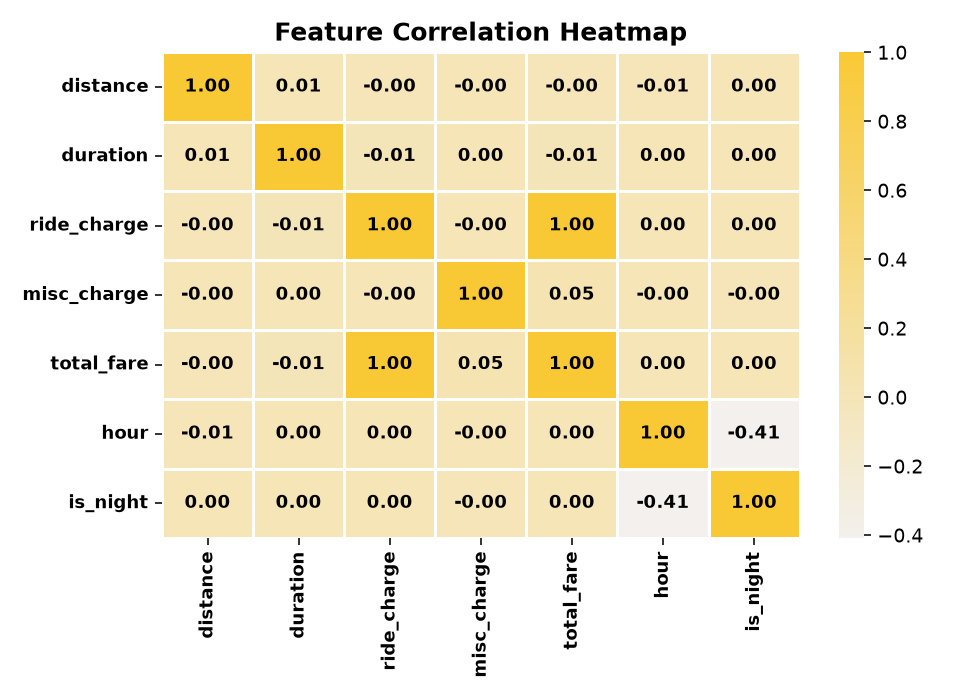 Feature Correlation Heatmap
distance 1.00 0.01 -0.00 -0.00 -0.00 -0.01 0.00
duration 0.01 1.00 -0.01 0.00 -0.01 0.00 0.00
ride_charge -0.00 -0.01 1.00 -0.00 1.00 0.00 0.00
misc_charge -0.00 0.00 -0.00 1.00 0.05 -0.00 -0.00
total_fare -0.00 -0.01 1.00 0.05 1.00 0.00 0.00
hour -0.01 0.00 0.00 -0.00 0.00 1.00 -0.41
is_night 0.00 0.00 0.00 -0.00 0.00 -0.41 1.00
distance
duration
ride_charge
misc_charge
total_fare
hour
is_night
1.0
0.8
0.6
0.4
0.2
0.0
−0.2
−0.4